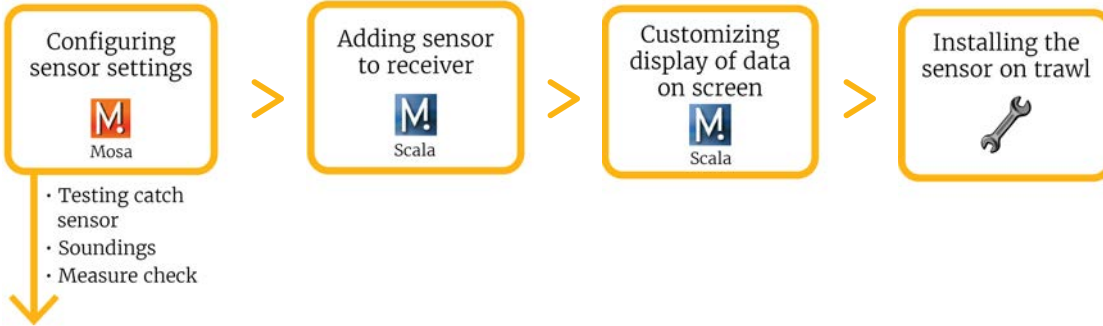 Configuring
sensor settings
M.
Mosa
Adding sensor
to receiver
M.
Scala
Customizing
display of data
on screen
M.
Scala
Installing the
sensor on trawl
· Testing catch
sensor
· Soundings
· Measure check